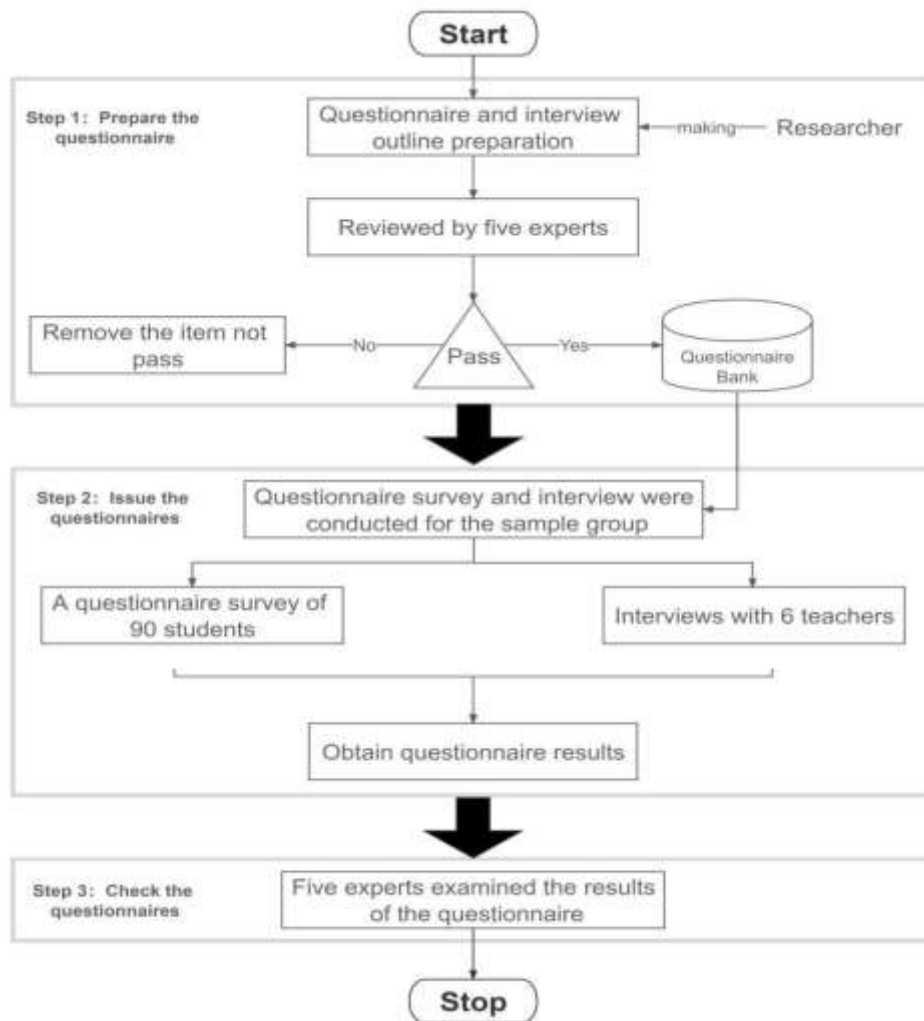 Start
Step 1： Prepare the
questionnaire
Questionnaire and interview
outline preparation
making
Researcher
Reviewed by five experts
Remove the item not
pass
No
Pass
Yes
Questionnaire
Bank
Step 2： Issue the
questionnaires
Questionnaire survey and interview were
conducted for the sample group
A questionnaire survey of
90 students
Interviews with 6 teachers
Obtain questionnaire results
Step 3： Check the
questionnaires
Five experts examined the results
of the questionnaire
Stop